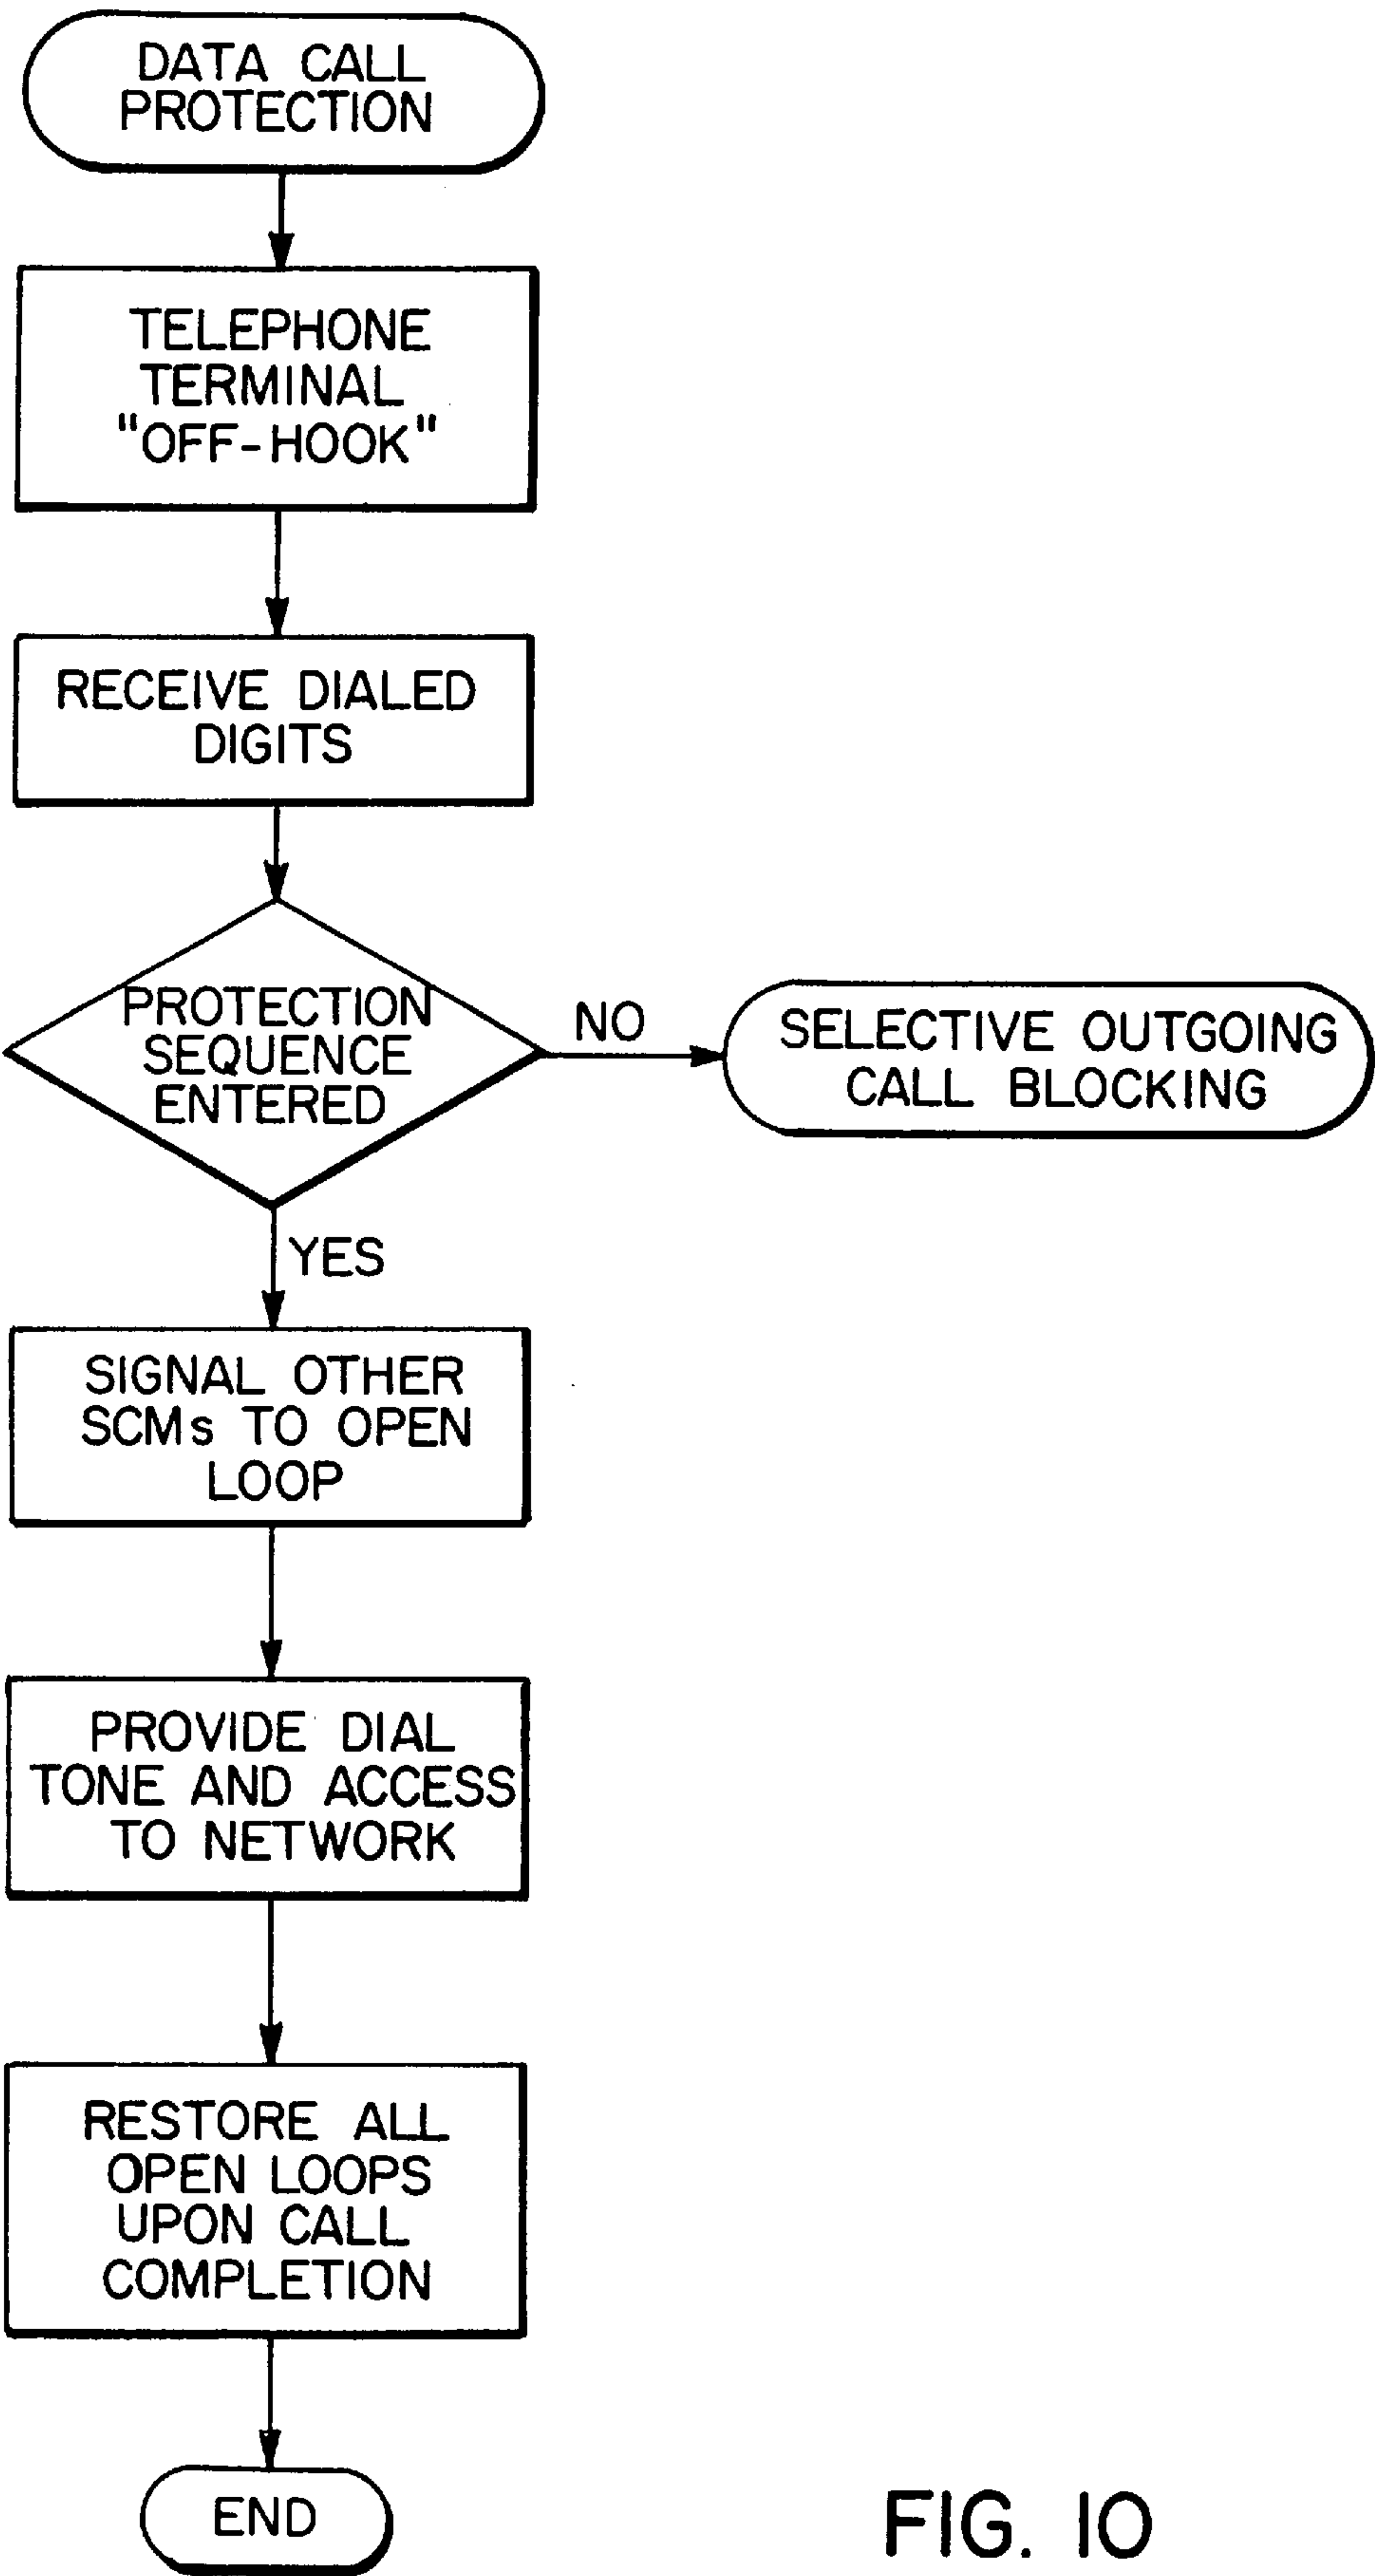 DATA CALL
PROTECTION
TELEPHONE
TERMINAL
"OFF-HOOK"
RECEIVE DIALED
DIGITS
PROTECTION
SEQUENCE
ENTERED
NO
SELECTIVE OUTGOING
CALL BLOCKING
YES
SIGNAL OTHER
SCMs TO OPEN
LOOP
PROVIDE DIAL
TONE AND ACCESS
TO NETWORK
RESTORE ALL
OPEN LOOPS
UPON CALL
COMPLETION
END
FIG. 10